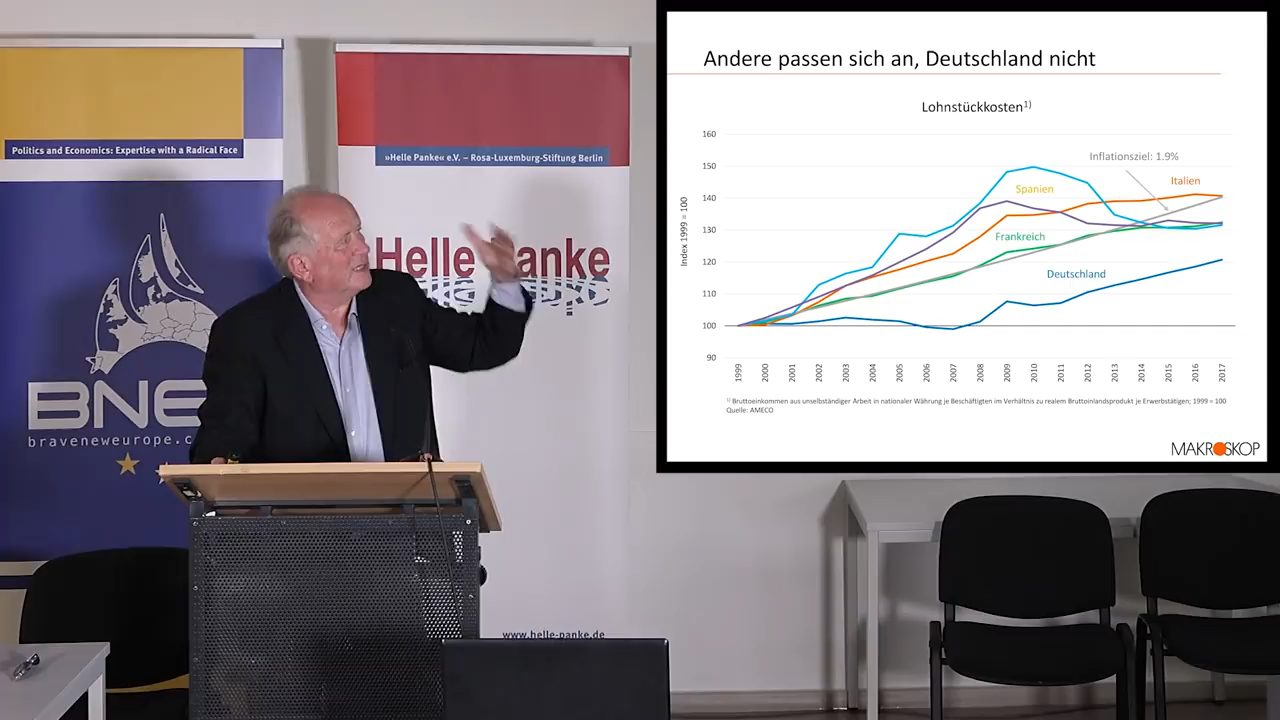 Politics and Economics: Expertise with a Radical Face
BNE
braveneweurope.c
»Helle Panke« e.V. – Rosa-Luxemburg-Stiftung Berlin
Helle Panke
www.helle-panke.de
Andere passen sich an, Deutschland nicht
Lohnstückkosten1)
Index 1999 = 100
160
150
140
130
120
110
100
90
Inflationsziel: 1.9%
Italien
Spanien
Frankreich
Deutschland
1999 2000 2001 2002 2003 2004 2005 2006 2007 2008 2009 2010 2011 2012 2013 2014 2015 2016 2017
1) Bruttoeinkommen aus unselbständiger Arbeit in nationaler Währung je Beschäftigten im Verhältnis zu realem Bruttoinlandsprodukt je Erwerbstätigen; 1999 = 100
Quelle: AMECO
MAKROSKOP